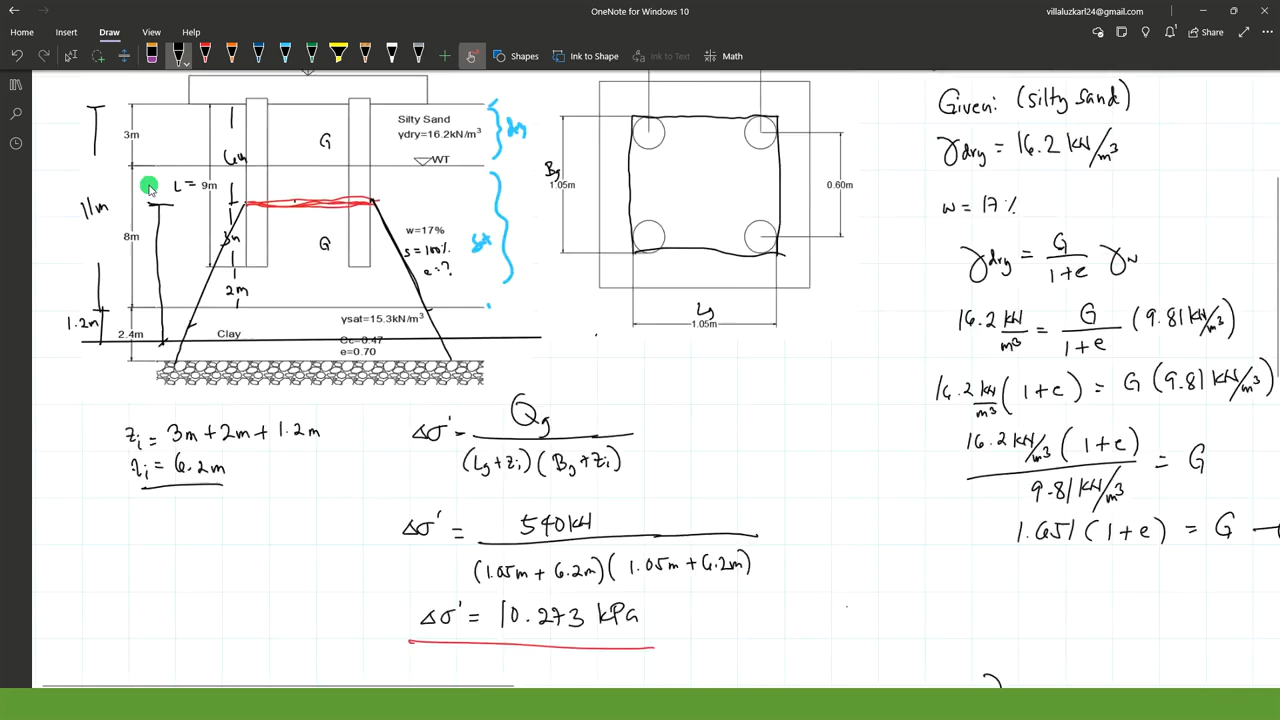 OneNote for Windows 10
villaluzkarl24@gmail.com
Home
Insert
Draw
View
Help
Share
Shapes
Ink to Shape
Ink to Text
Math
3m
8m
2.4m
11m
1.2m
L = 9m
6m
3m
2m
G
G
Silty Sand
γdry=16.2kN/m³
WT
dry
sat
w=17%
s=100%
e=?
γsat=15.3kN/m³
Clay
Cc=0.47
e=0.70
Bg
1.05m
0.60m
Lg
1.05m
zi = 3m+2m+1.2m
zi = 6.2m
Δσ' = Qg / (Lg+zi)(Bg+zi)
Δσ' = 540kN / (1.05m+6.2m)(1.05m+6.2m)
Δσ' = 10.273 kPa
Given: (silty sand)
γdry = 16.2 kN/m³
w = 17%
γdry = G / 1+e γw
16.2 kN/m³ = G / 1+e (9.81 kN/m³)
16.2 kN/m³ (1+e) = G (9.81 kN/m³)
16.2 kN/m³ (1+e) / 9.81 kN/m³ = G
1.651 (1+e) = G